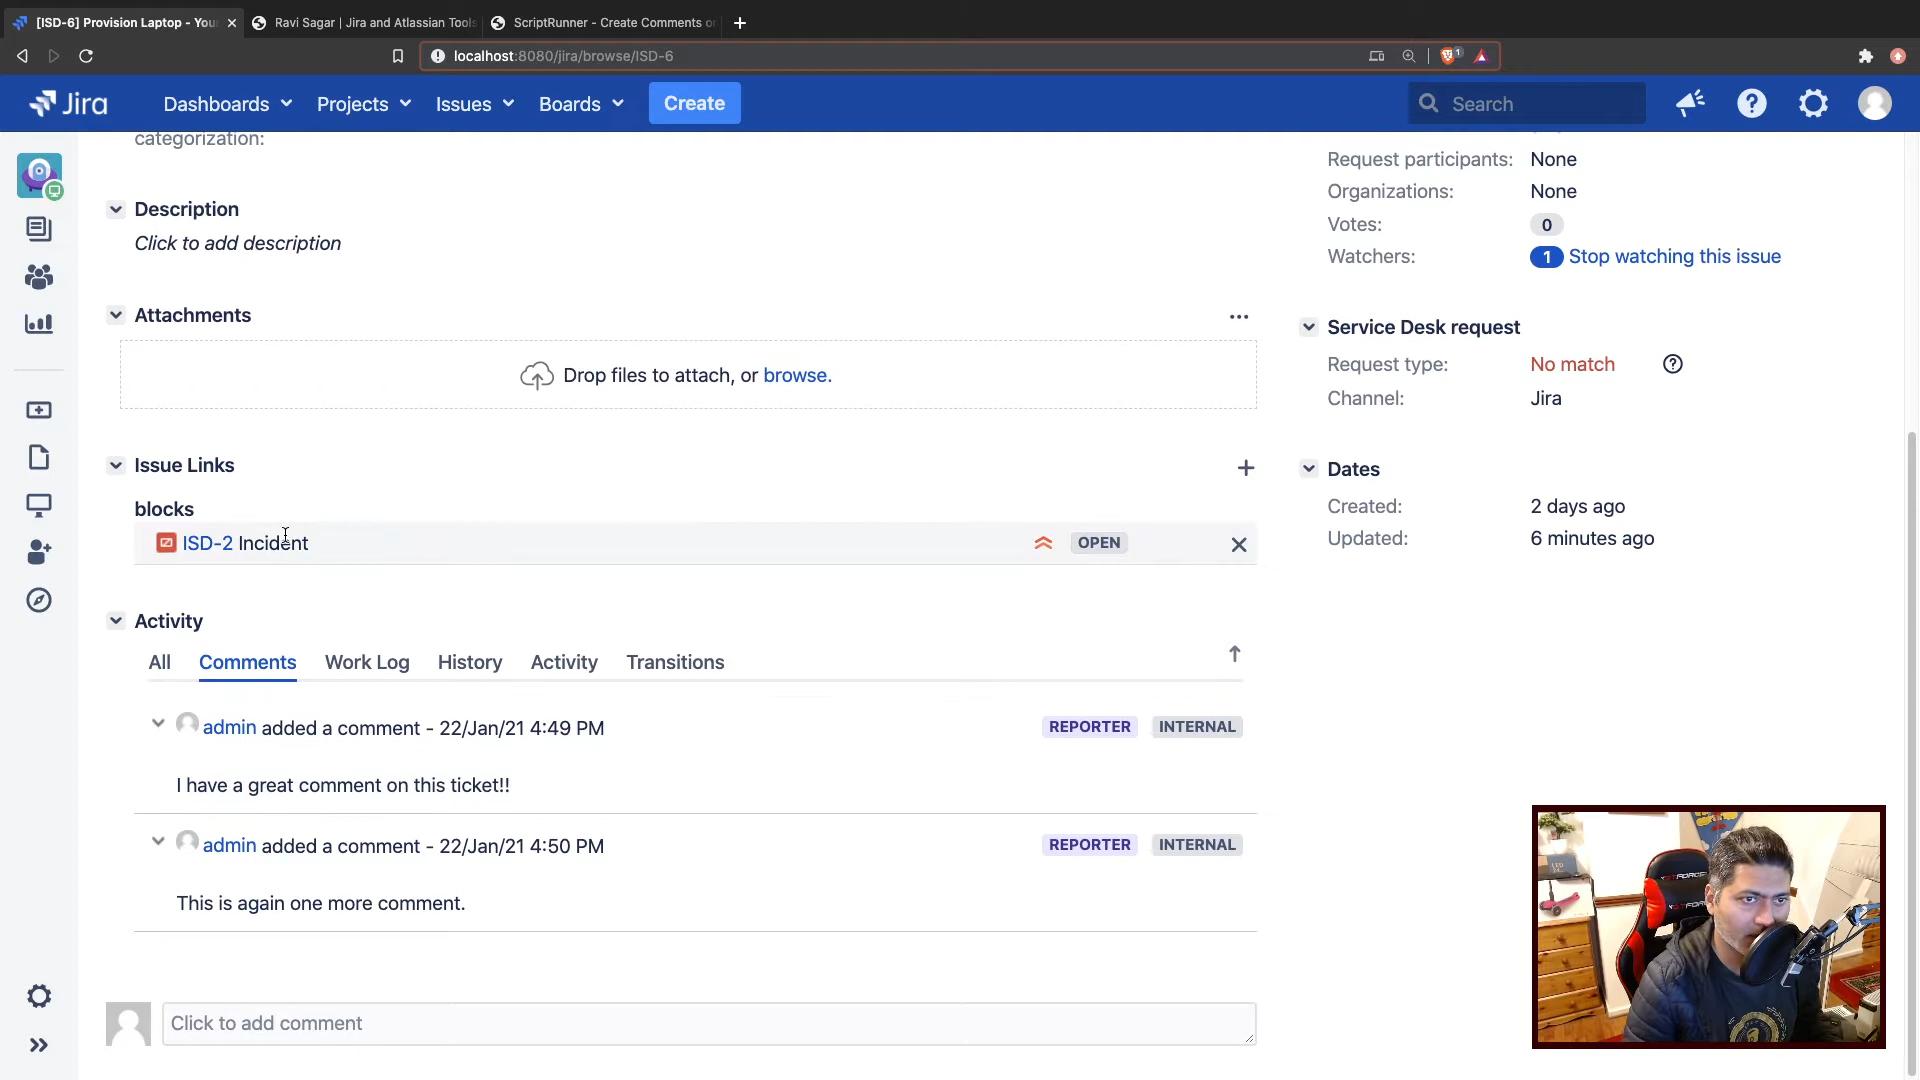 [ISD-6] Provision Laptop - You
Ravi Sagar | Jira and Atlassian Tools
ScriptRunner - Create Comments o
localhost:8080/jira/browse/ISD-6
1
Jira
Dashboards
Projects
Issues
Boards
Create
Search
categorization:
Description
Click to add description
Attachments
Drop files to attach, or browse.
Issue Links
blocks
ISD-2 Incident
OPEN
Activity
All
Comments
Work Log
History
Activity
Transitions
admin added a comment - 22/Jan/21 4:49 PM
REPORTER
INTERNAL
I have a great comment on this ticket!!
admin added a comment - 22/Jan/21 4:50 PM
REPORTER
INTERNAL
This is again one more comment.
Click to add comment
Request participants: None
Organizations: None
Votes: 0
Watchers: 1 Stop watching this issue
Service Desk request
Request type: No match
Channel: Jira
Dates
Created: 2 days ago
Updated: 6 minutes ago